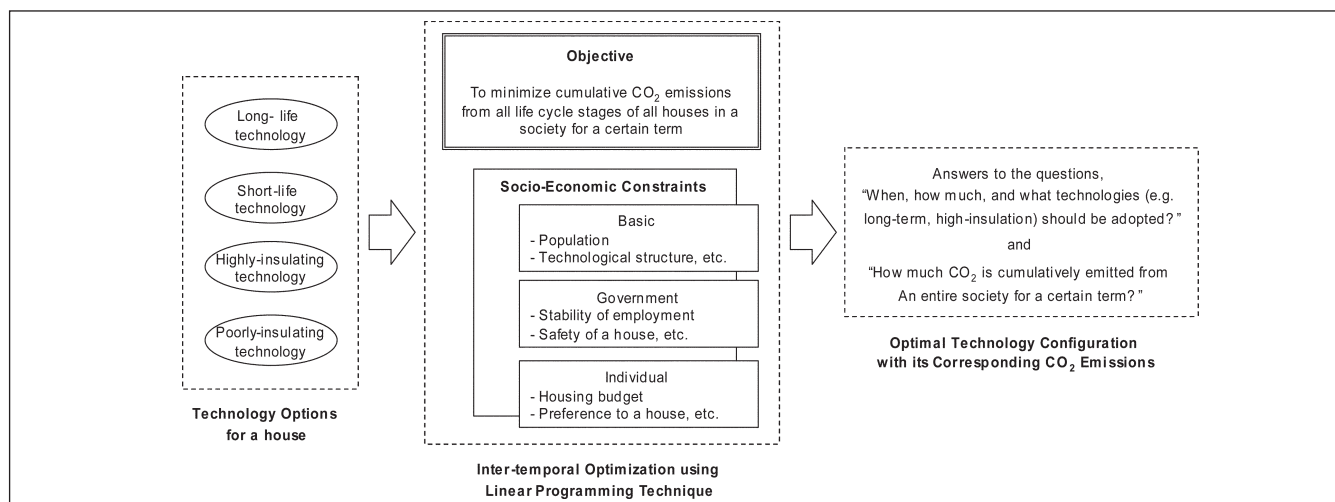 Long- life
technology
Short-life
technology
Highly-insulating
technology
Poorly-insulating
technology
Technology Options
for a house
Objective
To minimize cumulative CO₂ emissions
from all life cycle stages of all houses in a
society for a certain term
Socio-Economic Constraints
Basic
- Population
- Technological structure, etc.
Government
- Stability of employment
- Safety of a house, etc.
Individual
- Housing budget
- Preference to a house, etc.
Inter-temporal Optimization using
Linear Programming Technique
Answers to the questions,
“When, how much, and what technologies (e.g.
long-term, high-insulation) should be adopted? ”
and
“How much CO₂ is cumulatively emitted from
An entire society for a certain term? ”
Optimal Technology Configuration
with its Corresponding CO₂ Emissions